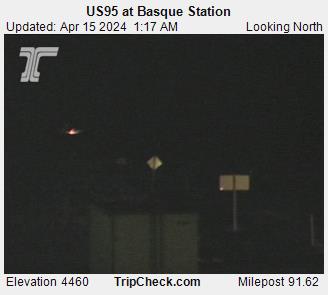 US95 at Basque Station
Updated: Apr 15 2024 1:17 AM Looking North
Elevation 4460 TripCheck.com Milepost 91.62